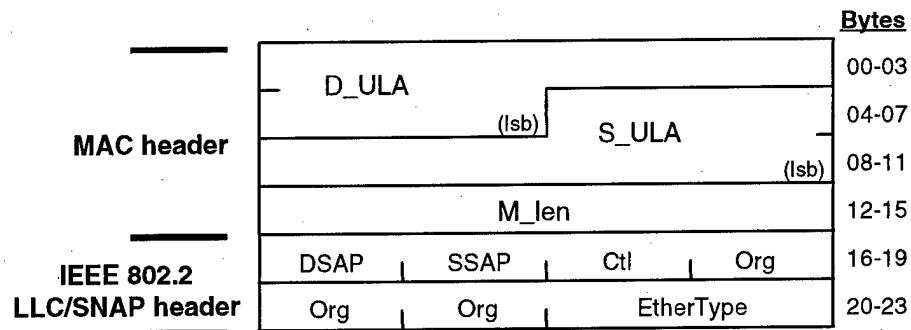 Bytes
00-03
D_ULA
04-07
(lsb)
S_ULA
MAC header
08-11
(lsb)
M_len
12-15
IEEE 802.2
LLC/SNAP header
DSAP SSAP Ctl Org
16-19
Org Org EtherType
20-23